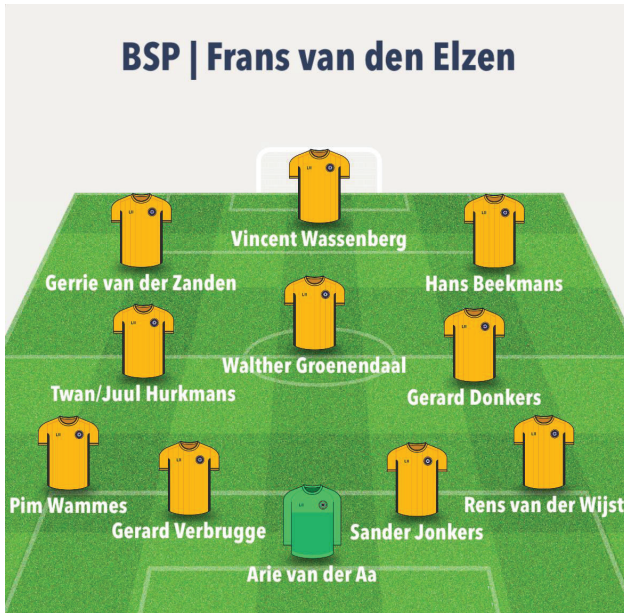 BSP | Frans van den Elzen
Vincent Wassenberg
Gerrie van der Zanden
Hans Beekmans
Walther Groenendaal
Twan/Juul Hurkmans
Gerard Donkers
Pim Wammes
Rens van der Wijst
Gerard Verbrugge
Sander Jonkers
Arie van der Aa